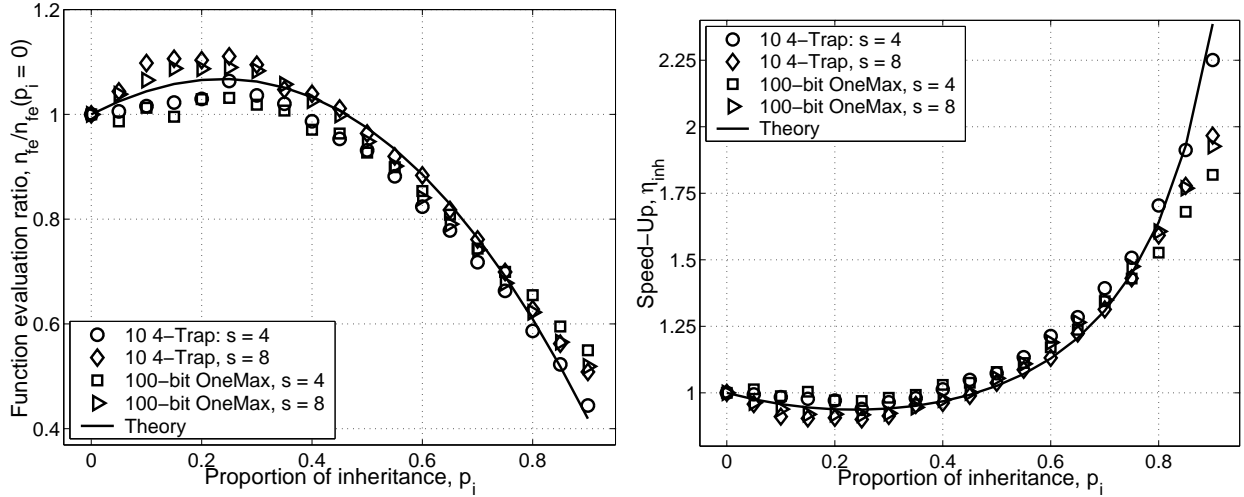 1.2
1
0.8
0.6
0.4
Function evaluation ratio, n_fe/n_fe(p_i = 0)
10 4−Trap: s = 4
10 4−Trap, s = 8
100−bit OneMax, s = 4
100−bit OneMax, s = 8
Theory
0 0.2 0.4 0.6 0.8
Proportion of inheritance, p_i
2.25
2
1.75
1.5
1.25
1
Speed−Up, η_inh
10 4−Trap: s = 4
10 4−Trap, s = 8
100−bit OneMax, s = 4
100−bit OneMax, s = 8
Theory
0 0.2 0.4 0.6 0.8
Proportion of inheritance, p_i